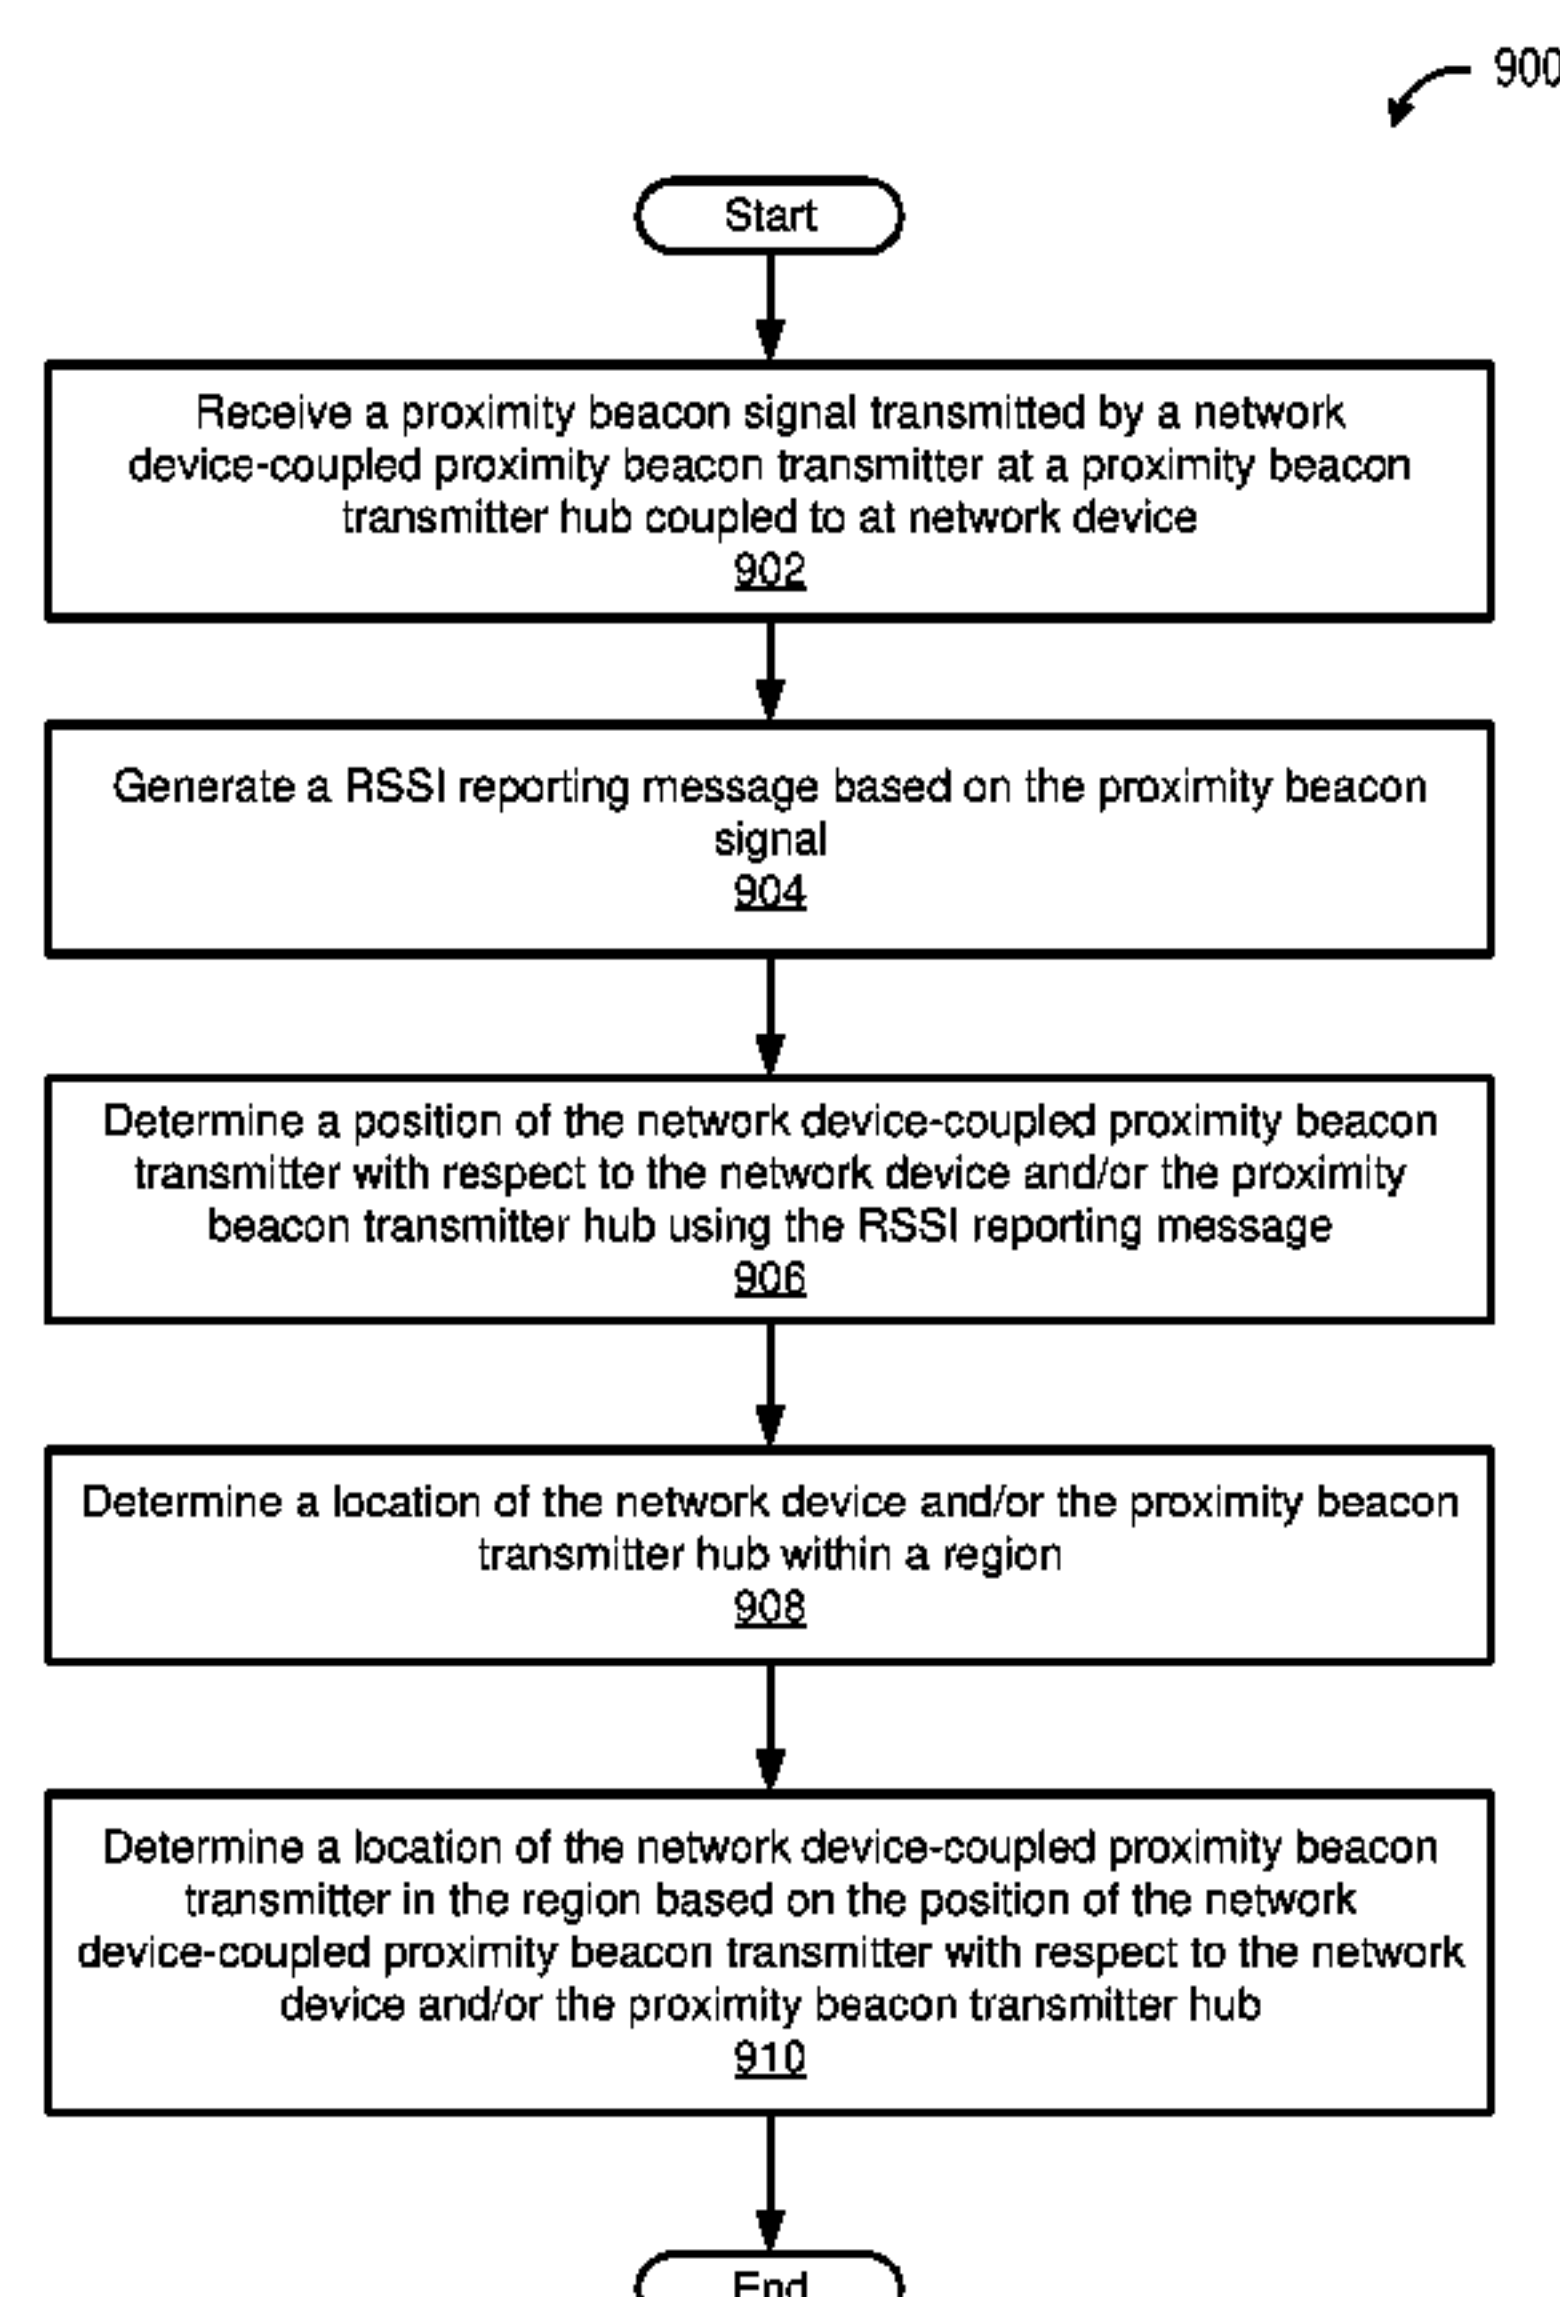 900
Start
Receive a proximity beacon signal transmitted by a network
device-coupled proximity beacon transmitter at a proximity beacon
transmitter hub coupled to at network device
902
Generate a RSSI reporting message based on the proximity beacon
signal
904
Determine a position of the network device-coupled proximity beacon
transmitter with respect to the network device and/or the proximity
beacon transmitter hub using the RSSI reporting message
906
Determine a location of the network device and/or the proximity beacon
transmitter hub within a region
908
Determine a location of the network device-coupled proximity beacon
transmitter in the region based on the position of the network
device-coupled proximity beacon transmitter with respect to the network
device and/or the proximity beacon transmitter hub
910
End